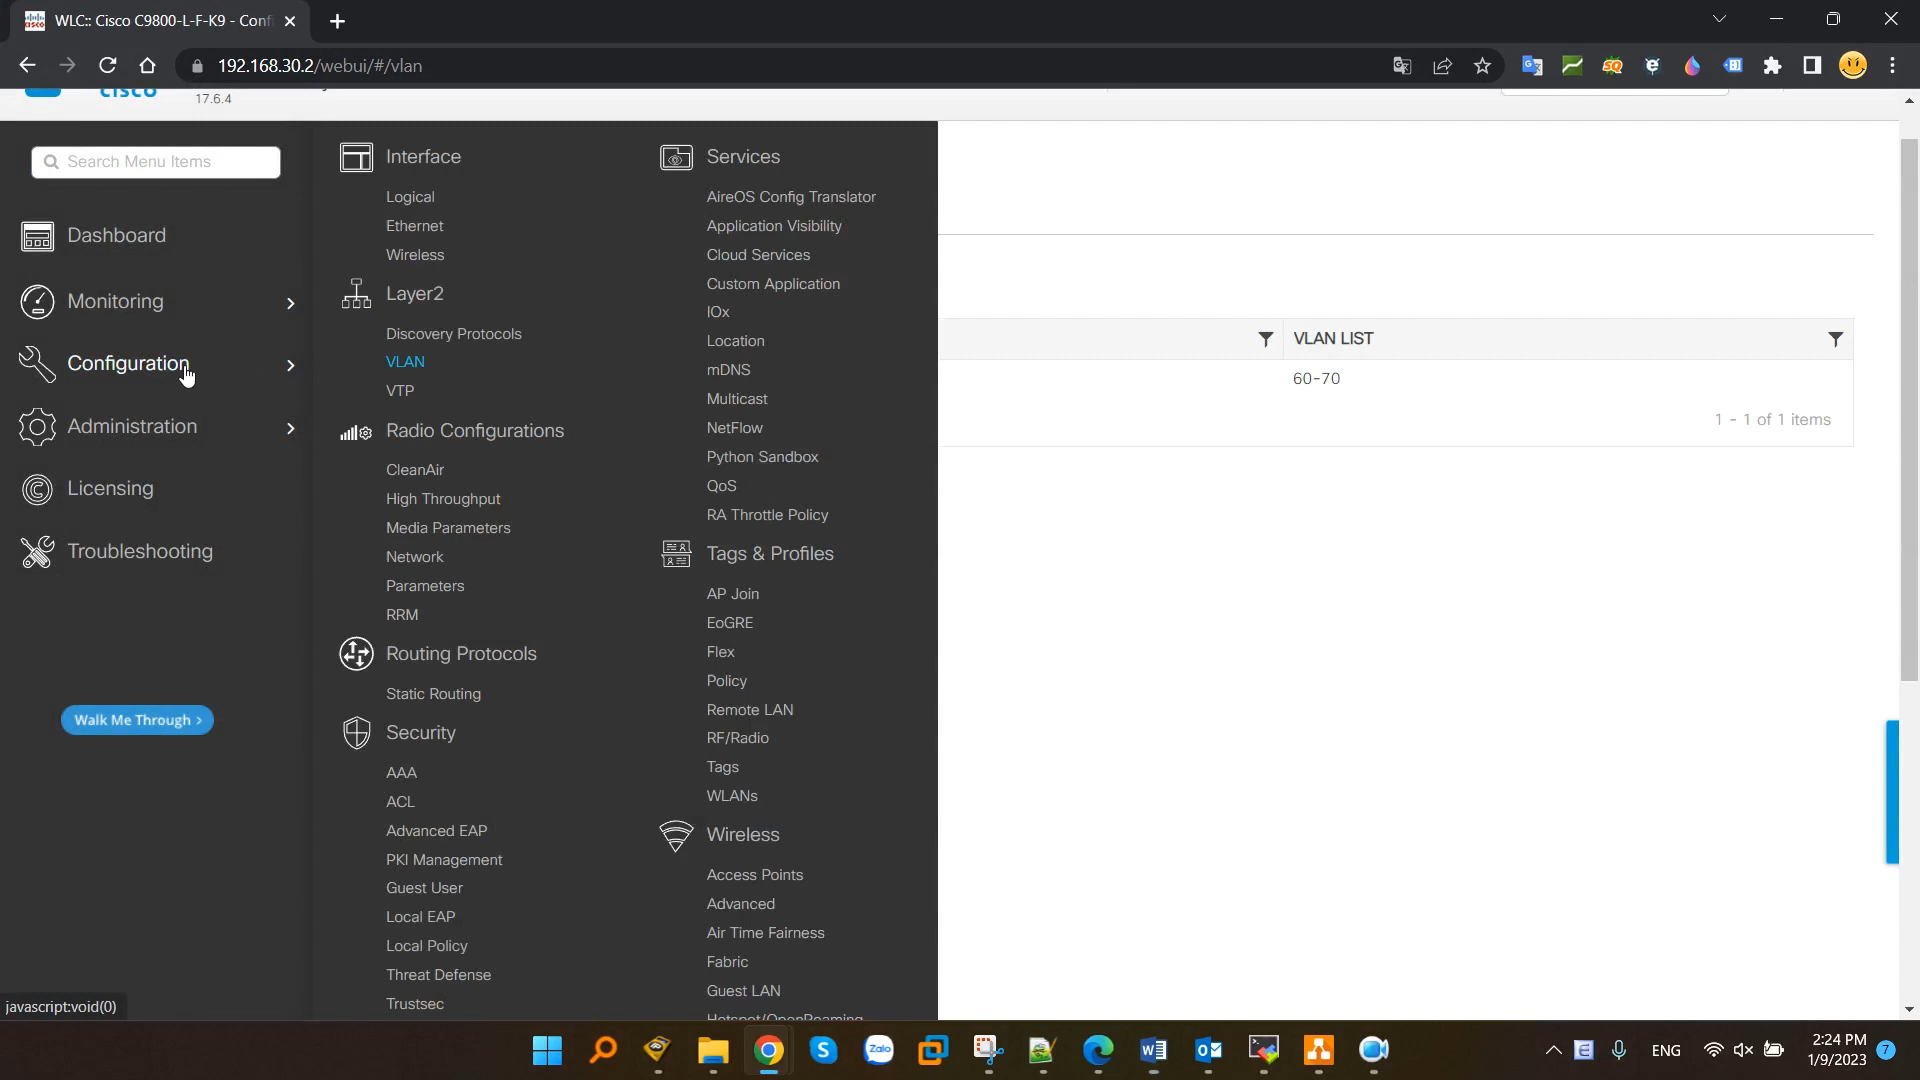 WLC:: Cisco C9800-L-F-K9 - Conf
192.168.30.2/webui/#/vlan
cisco
17.6.4
Search Menu Items
Dashboard
Monitoring
Configuration
Administration
Licensing
Troubleshooting
Walk Me Through >
Interface
Logical
Ethernet
Wireless
Layer2
Discovery Protocols
VLAN
VTP
Radio Configurations
CleanAir
High Throughput
Media Parameters
Network
Parameters
RRM
Routing Protocols
Static Routing
Security
AAA
ACL
Advanced EAP
PKI Management
Guest User
Local EAP
Local Policy
Threat Defense
Trustsec
Services
AireOS Config Translator
Application Visibility
Cloud Services
Custom Application
IOx
Location
mDNS
Multicast
NetFlow
Python Sandbox
QoS
RA Throttle Policy
Tags & Profiles
AP Join
EoGRE
Flex
Policy
Remote LAN
RF/Radio
Tags
WLANs
Wireless
Access Points
Advanced
Air Time Fairness
Fabric
Guest LAN
Hotspot/OpenRoaming
VLAN LIST
60-70
1 - 1 of 1 items
javascript:void(0)
Zalo
ENG
2:24 PM
1/9/2023
7